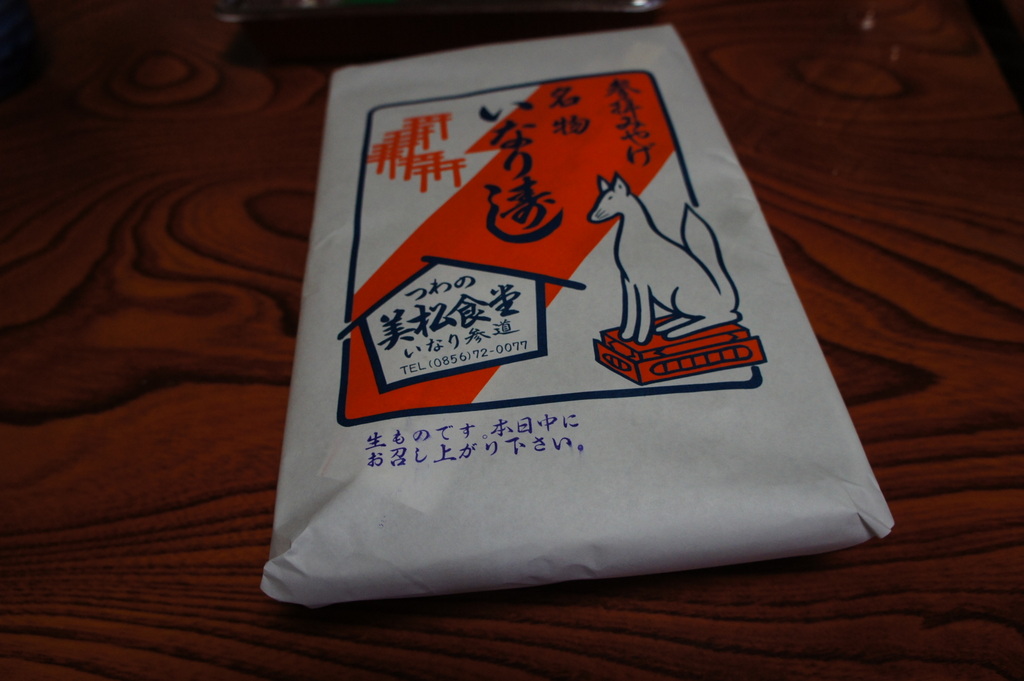 参拝みやげ
名物
いなり壽し
つわの
美松食堂
いなり参道
TEL(0856)72-0077
生ものです。本日中に
お召し上がり下さい。